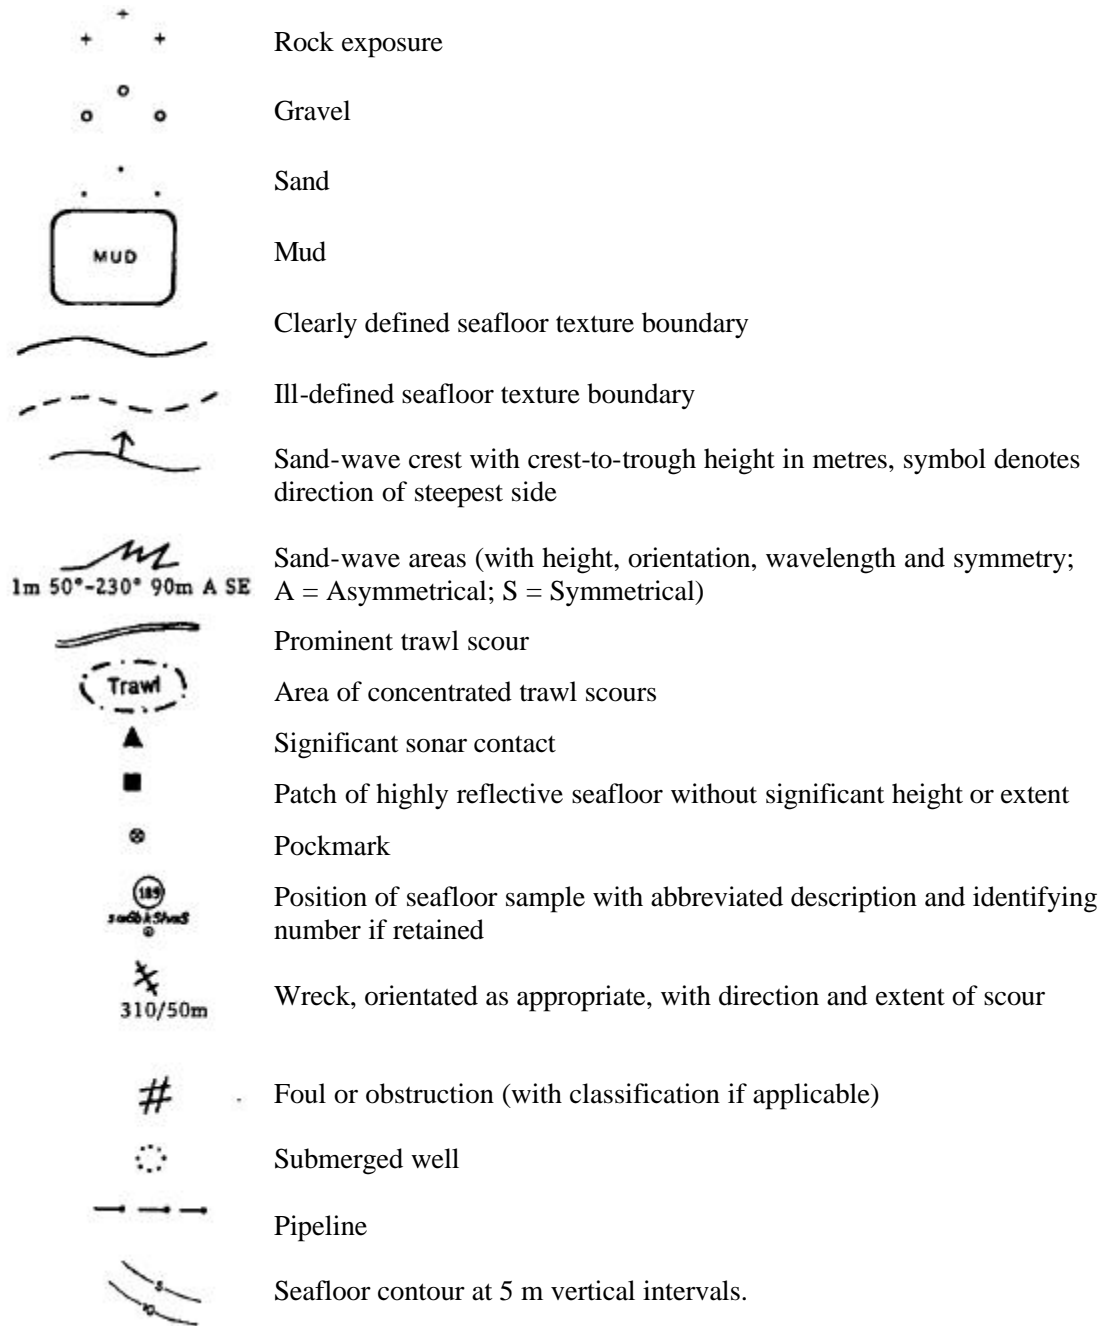 Rock exposure
Gravel
Sand
MUD
Mud
Clearly defined seafloor texture boundary
Ill-defined seafloor texture boundary
Sand-wave crest with crest-to-trough height in metres, symbol denotes
direction of steepest side
Sand-wave areas (with height, orientation, wavelength and symmetry;
1m 50°-230° 90m A SE
A = Asymmetrical; S = Symmetrical)
Prominent trawl scour
Trawl
Area of concentrated trawl scours
Significant sonar contact
Patch of highly reflective seafloor without significant height or extent
Pockmark
189
Position of seafloor sample with abbreviated description and identifying
number if retained
Wreck, orientated as appropriate, with direction and extent of scour
310/50m
#
Foul or obstruction (with classification if applicable)
Submerged well
Pipeline
Seafloor contour at 5 m vertical intervals.